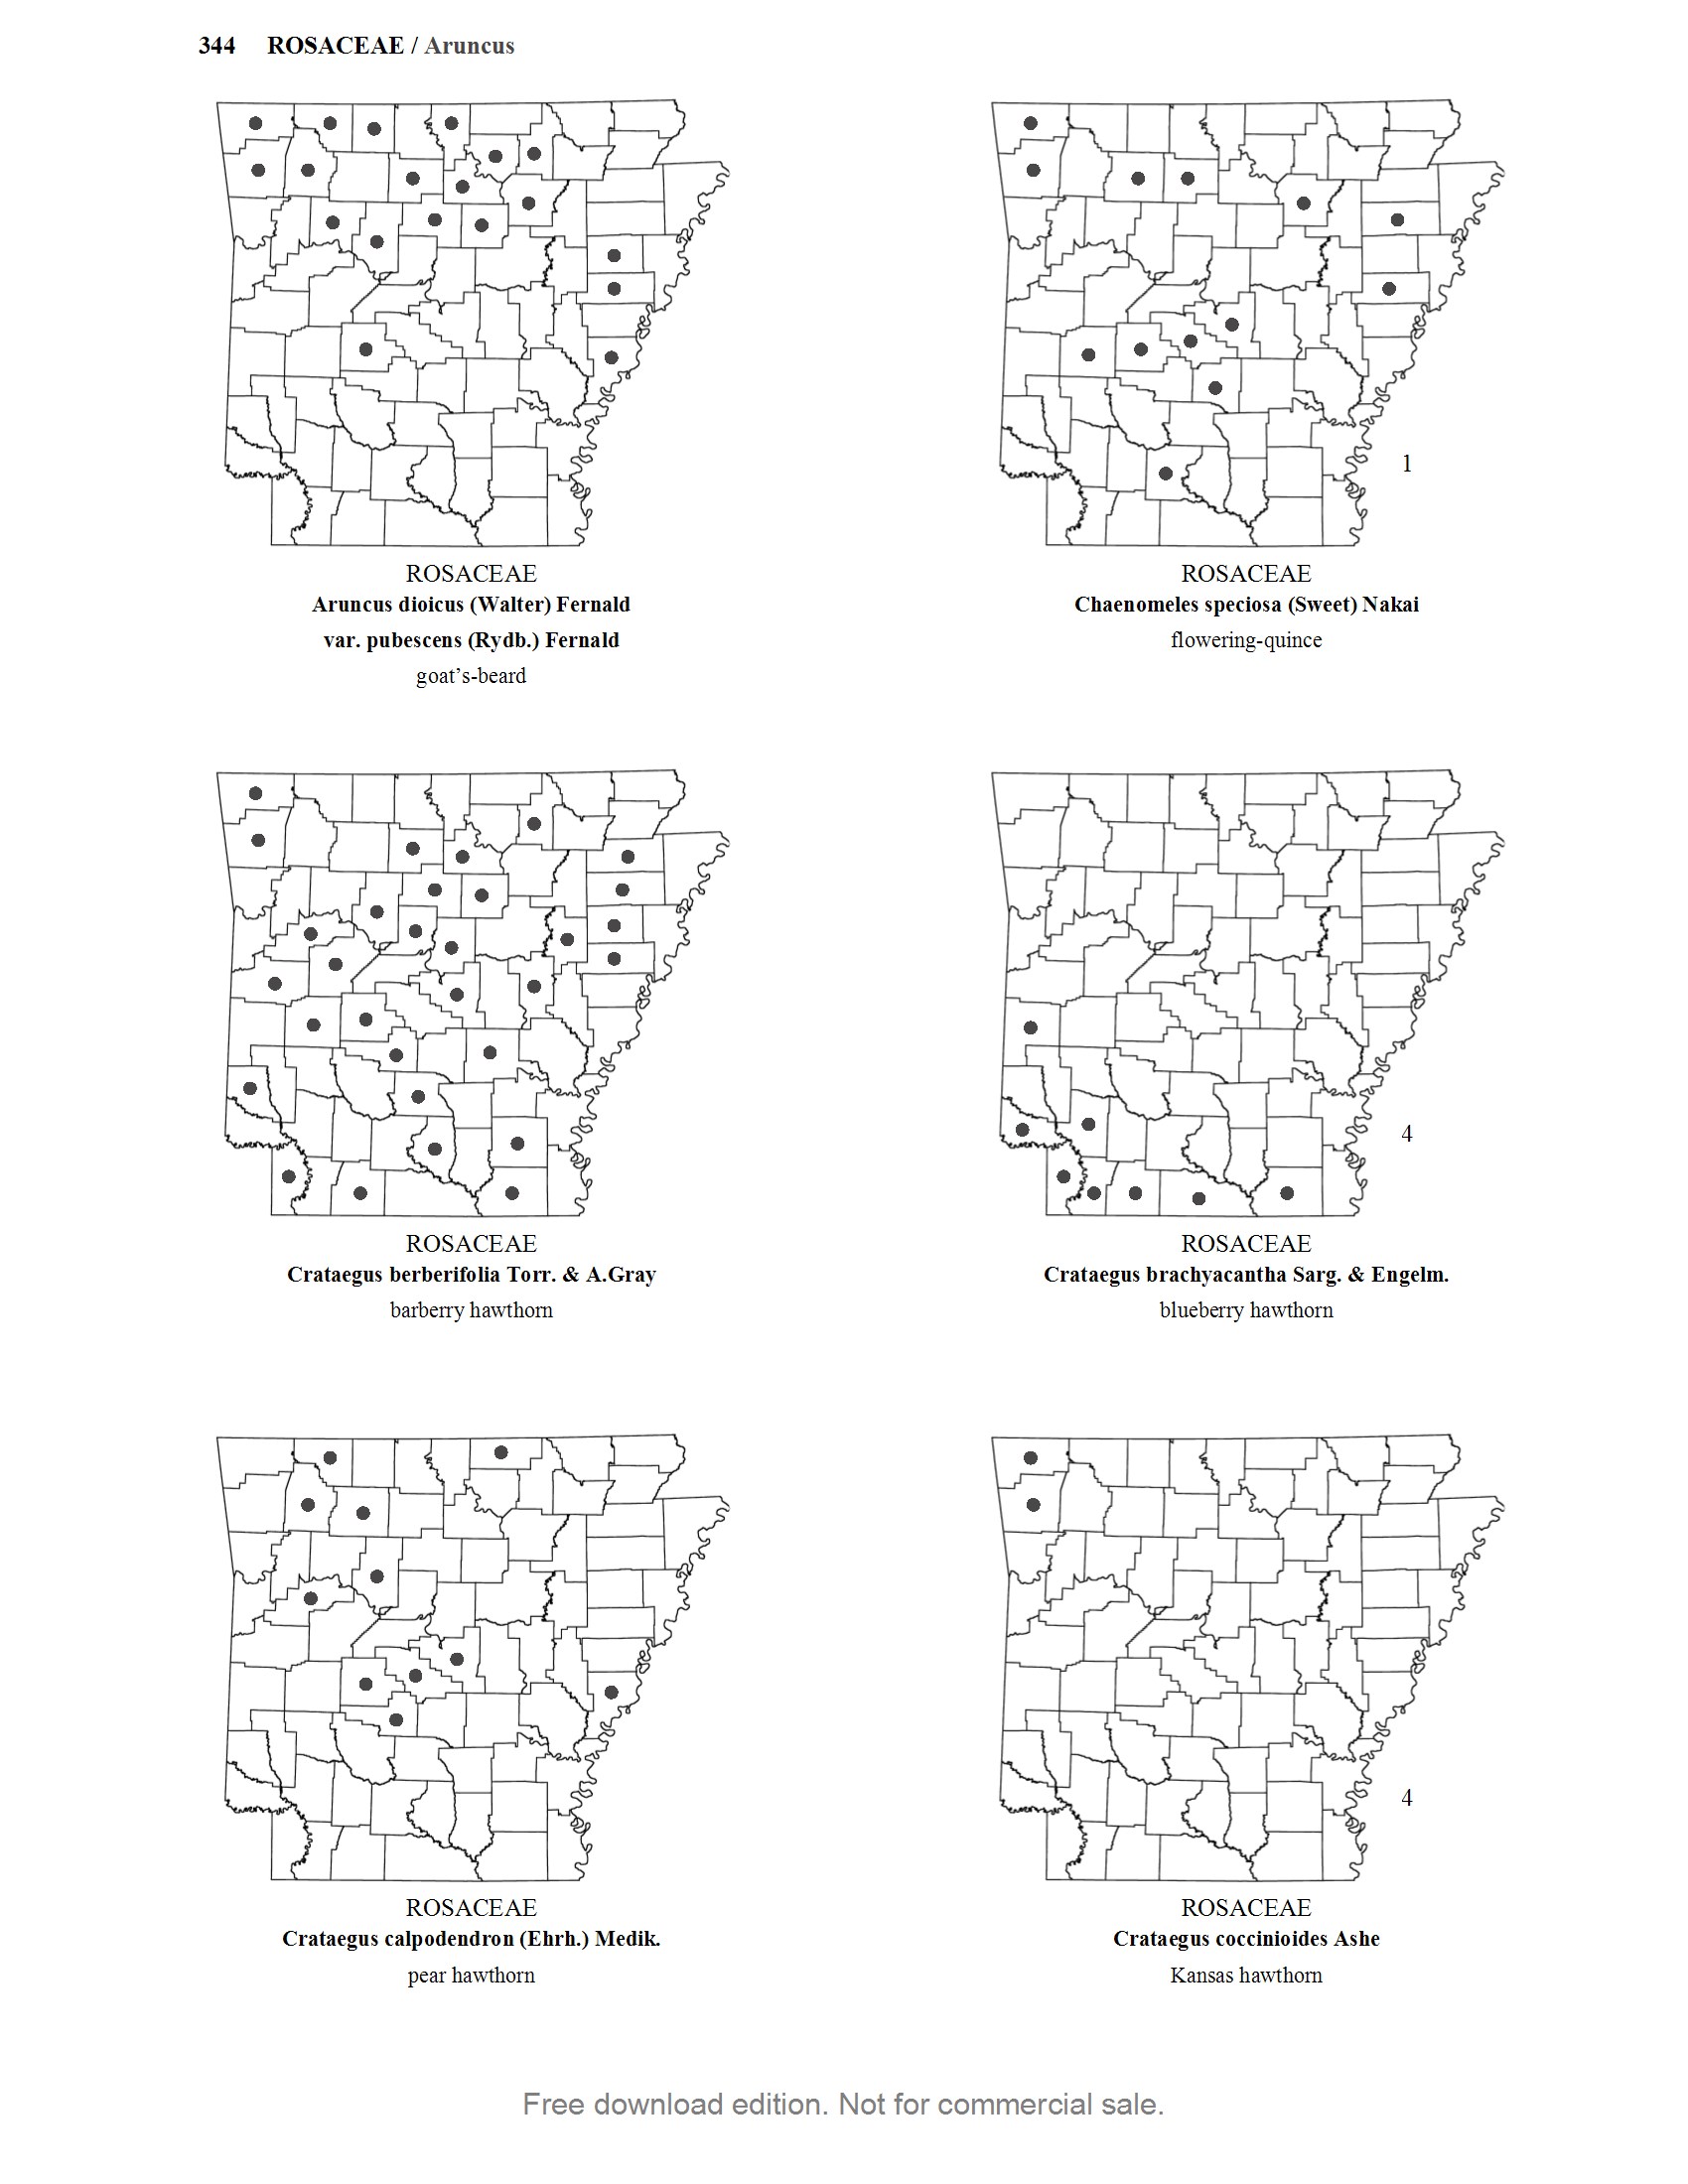 344 ROSACEAE / Aruncus
ROSACEAE
Aruncus dioicus (Walter) Fernald
var. pubescens (Rydb.) Fernald
goat’s-beard
1
ROSACEAE
Chaenomeles speciosa (Sweet) Nakai
flowering-quince
ROSACEAE
Crataegus berberifolia Torr. & A.Gray
barberry hawthorn
4
ROSACEAE
Crataegus brachyacantha Sarg. & Engelm.
blueberry hawthorn
ROSACEAE
Crataegus calpodendron (Ehrh.) Medik.
pear hawthorn
4
ROSACEAE
Crataegus coccinioides Ashe
Kansas hawthorn
Free download edition. Not for commercial sale.